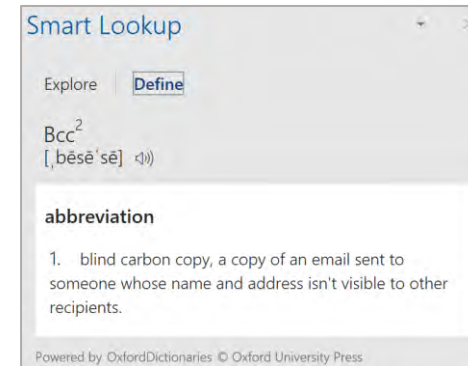 Smart Lookup
Explore Define
Bcc²
[ˌbēsēˈsē]
abbreviation
1. blind carbon copy, a copy of an email sent to
someone whose name and address isn't visible to other
recipients.
Powered by OxfordDictionaries © Oxford University Press